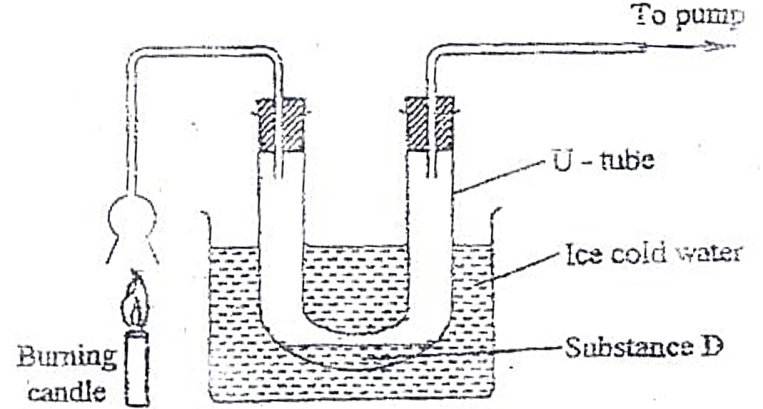 To pump
U - tube
Ice cold water
Substance D
Burning
candle